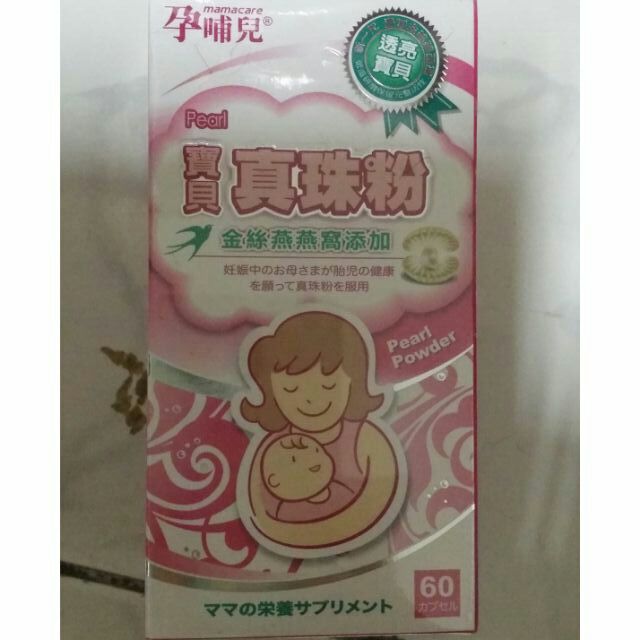 mamacare
孕哺兒®
透亮
寶貝
Pearl
寶貝
真珠粉
金絲燕燕窩添加
妊娠中のお母さまが胎児の健康
を願って真珠粉を服用
Pearl
Powder
60
カプセル
ママの栄養サプリメント